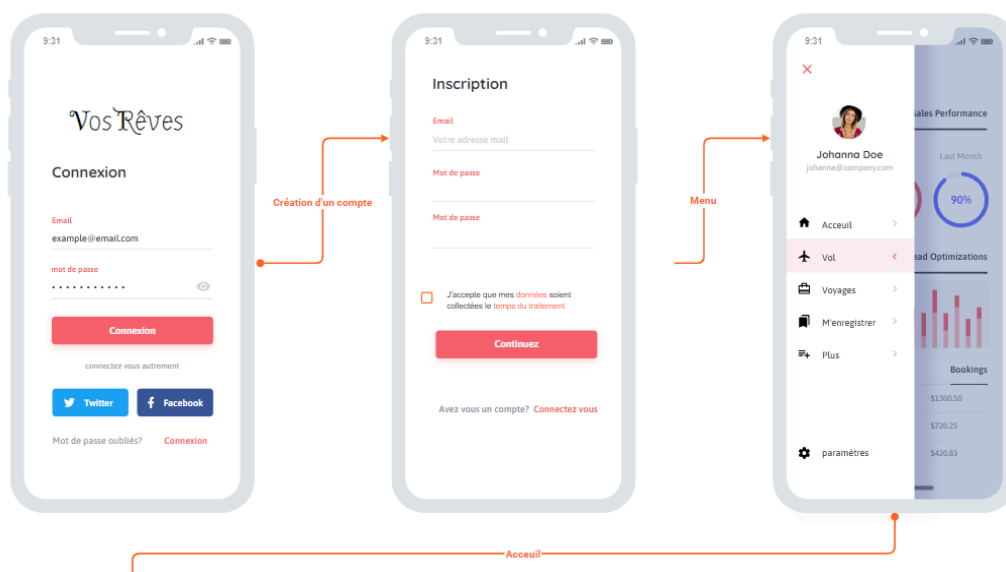 9:31
Vos Rêves
Connexion
Email
example@email.com
mot de passe
Connexion
connectez vous autrement
Twitter
Facebook
Mot de passe oubliés? Connexion
Création d'un compte
9:31
Inscription
Email
Votre adresse mail
Mot de passe
Mot de passe
J'accepte que mes données soient
collectées le temps du traitement
Continuez
Avez vous un compte? Connectez vous
Menu
9:31
Johanna Doe
johanna@company.com
Acceuil
Vol
Voyages
M'enregistrer
Plus
paramètres
Sales Performance
Last Month
90%
ead Optimizations
Bookings
$1300.50
$720.25
$420.83
Acceuil